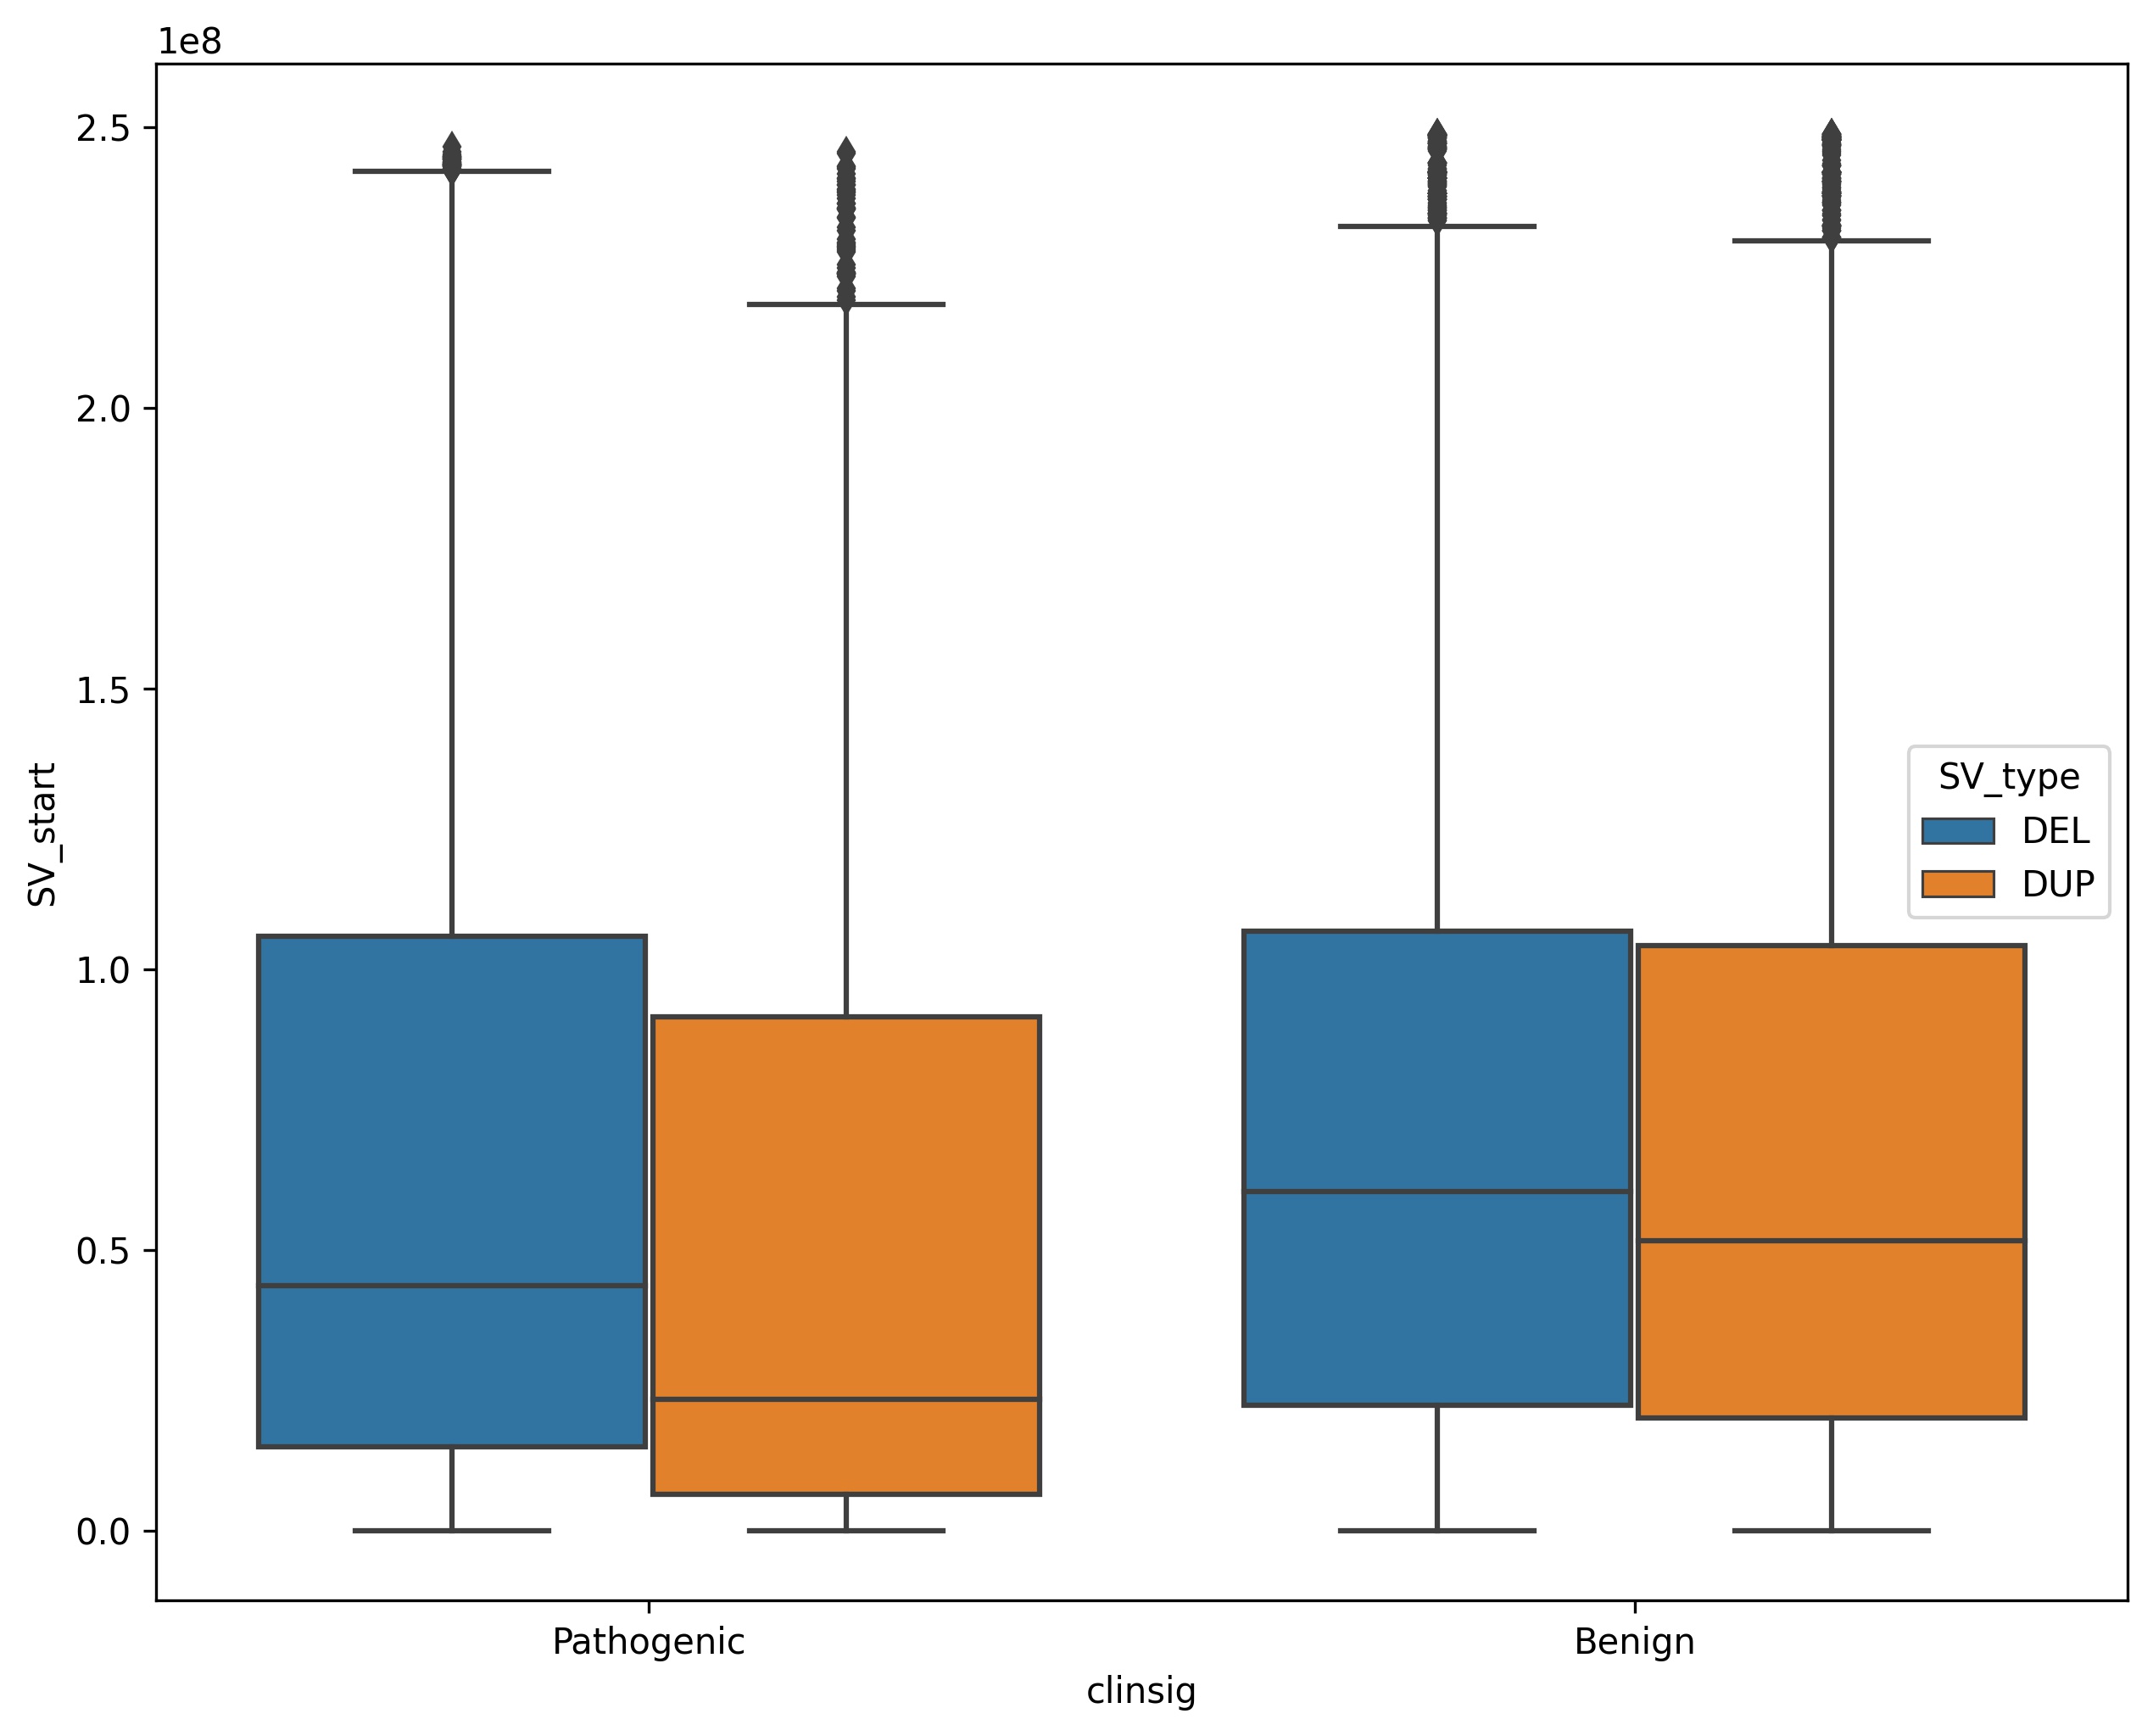 1e8
2.5
2.0
1.5
1.0
0.5
0.0
SV_start
SV_type
DEL
DUP
Pathogenic
Benign
clinsig